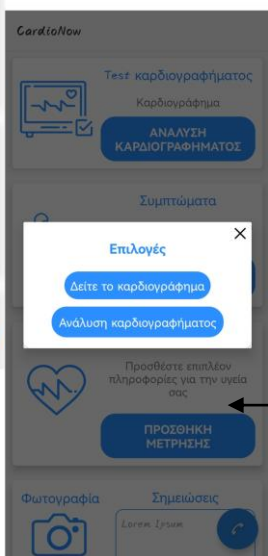 CardioNow
Test καρδιογραφήματος
Καρδιογράφημα
ΑΝΑΛΥΣΗ
ΚΑΡΔΙΟΓΡΑΦΗΜΑΤΟΣ
Συμπτώματα
Επιλογές
Δείτε το καρδιογράφημα
Ανάλυση καρδιογραφήματος
Προσθέστε επιπλέον
πληροφορίες για την υγεία
σας
ΠΡΟΣΘΗΚΗ
ΜΕΤΡΗΣΗΣ
Φωτογραφία
Σημειώσεις
Lorem Ipsum